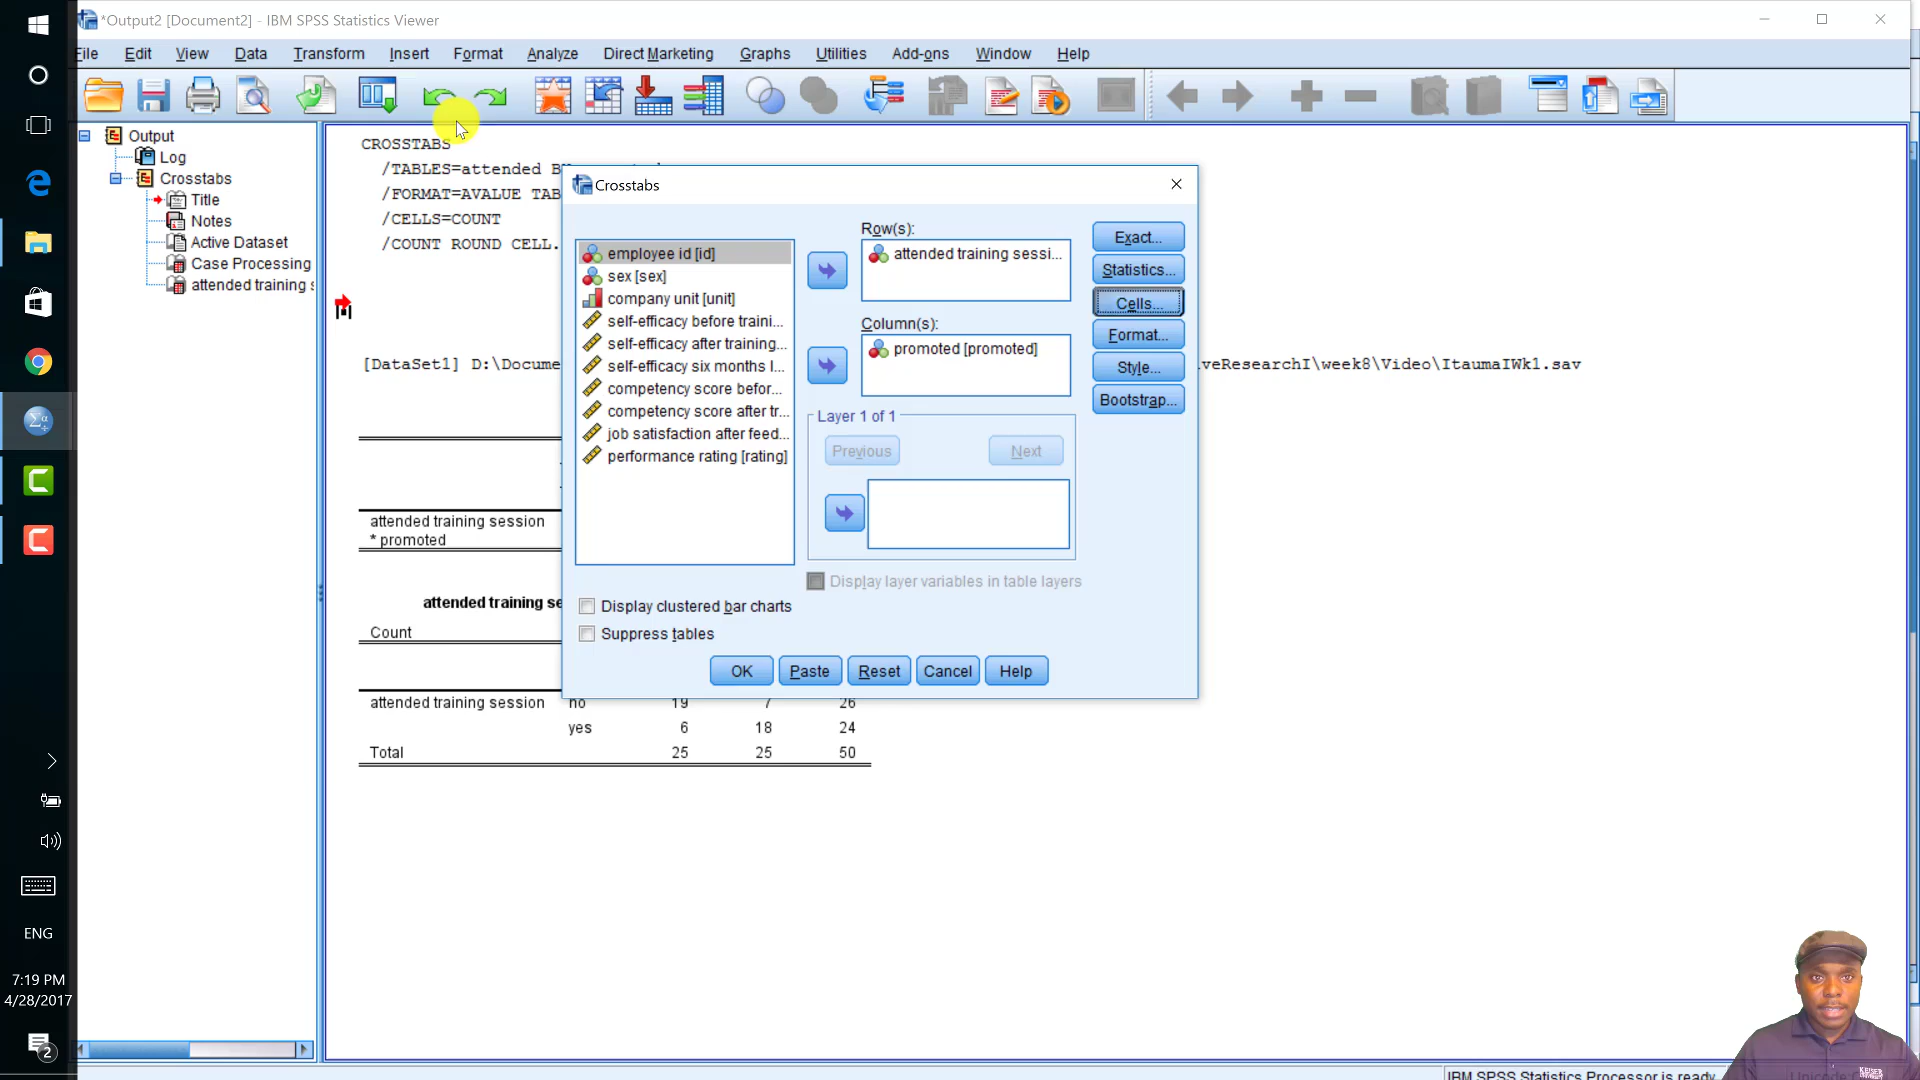 *Output2 [Document2] - IBM SPSS Statistics Viewer
File Edit View Data Transform Insert Format Analyze Direct Marketing Graphs Utilities Add-ons Window Help
Output
Log
Crosstabs
Title
Notes
Active Dataset
Case Processing
attended training s
CROSSTABS
/TABLES=attended B
/FORMAT=AVALUE TAB
/CELLS=COUNT
/COUNT ROUND CELL.
[DataSet1] D:\Docume
veResearchI\week8\Video\ItaumaIWk1.sav
attended training session
* promoted
attended training se
Count
attended training session no 19 7 26
yes 6 18 24
Total 25 25 50
Crosstabs
employee id [id]
sex [sex]
company unit [unit]
self-efficacy before traini...
self-efficacy after training...
self-efficacy six months l...
competency score befor...
competency score after tr...
job satisfaction after feed...
performance rating [rating]
Row(s):
attended training sessi...
Column(s):
promoted [promoted]
Layer 1 of 1
Previous Next
Display layer variables in table layers
Display clustered bar charts
Suppress tables
Exact...
Statistics...
Cells...
Format...
Style...
Bootstrap...
OK Paste Reset Cancel Help
ENG
7:19 PM
4/28/2017
2
IBM SPSS Statistics Processor is ready
KEISER